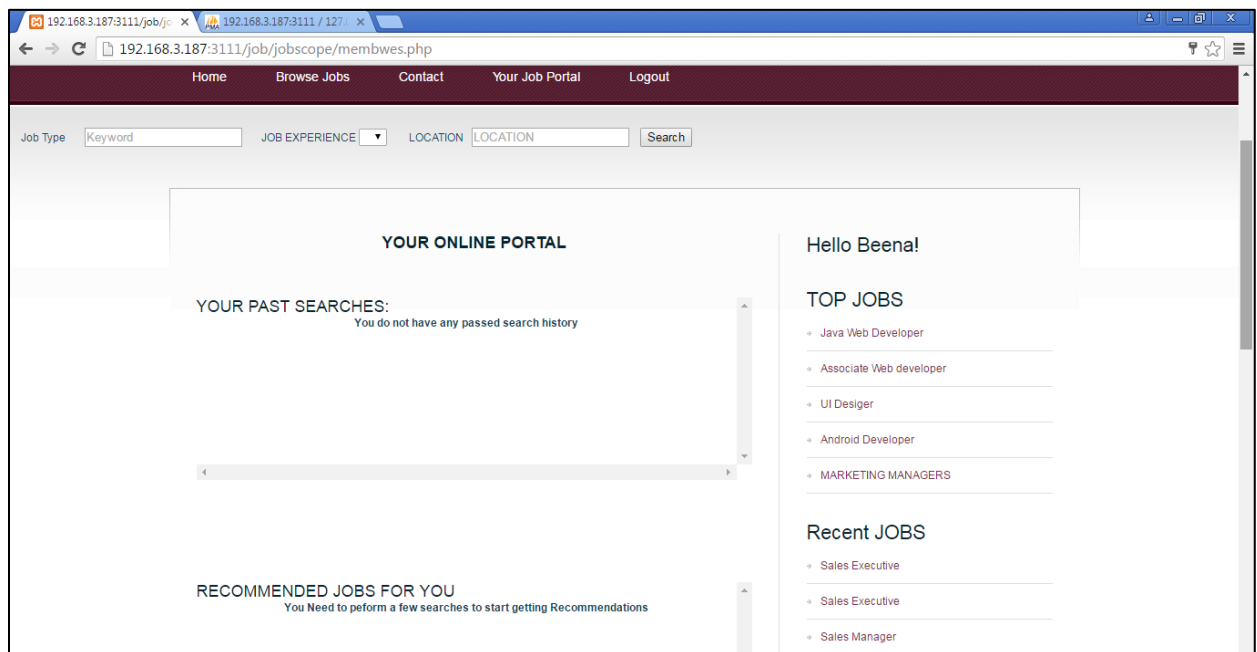 192.168.3.187:3111/job/jo
192.168.3.187:3111 / 127.
192.168.3.187:3111/job/jobscope/membwes.php
Home Browse Jobs Contact Your Job Portal Logout
Job Type Keyword JOB EXPERIENCE LOCATION LOCATION Search
YOUR ONLINE PORTAL
YOUR PAST SEARCHES:
You do not have any passed search history
RECOMMENDED JOBS FOR YOU
You Need to peform a few searches to start getting Recommendations
Hello Beena!
TOP JOBS
Java Web Developer
Associate Web developer
UI Desiger
Android Developer
MARKETING MANAGERS
Recent JOBS
Sales Executive
Sales Executive
Sales Manager